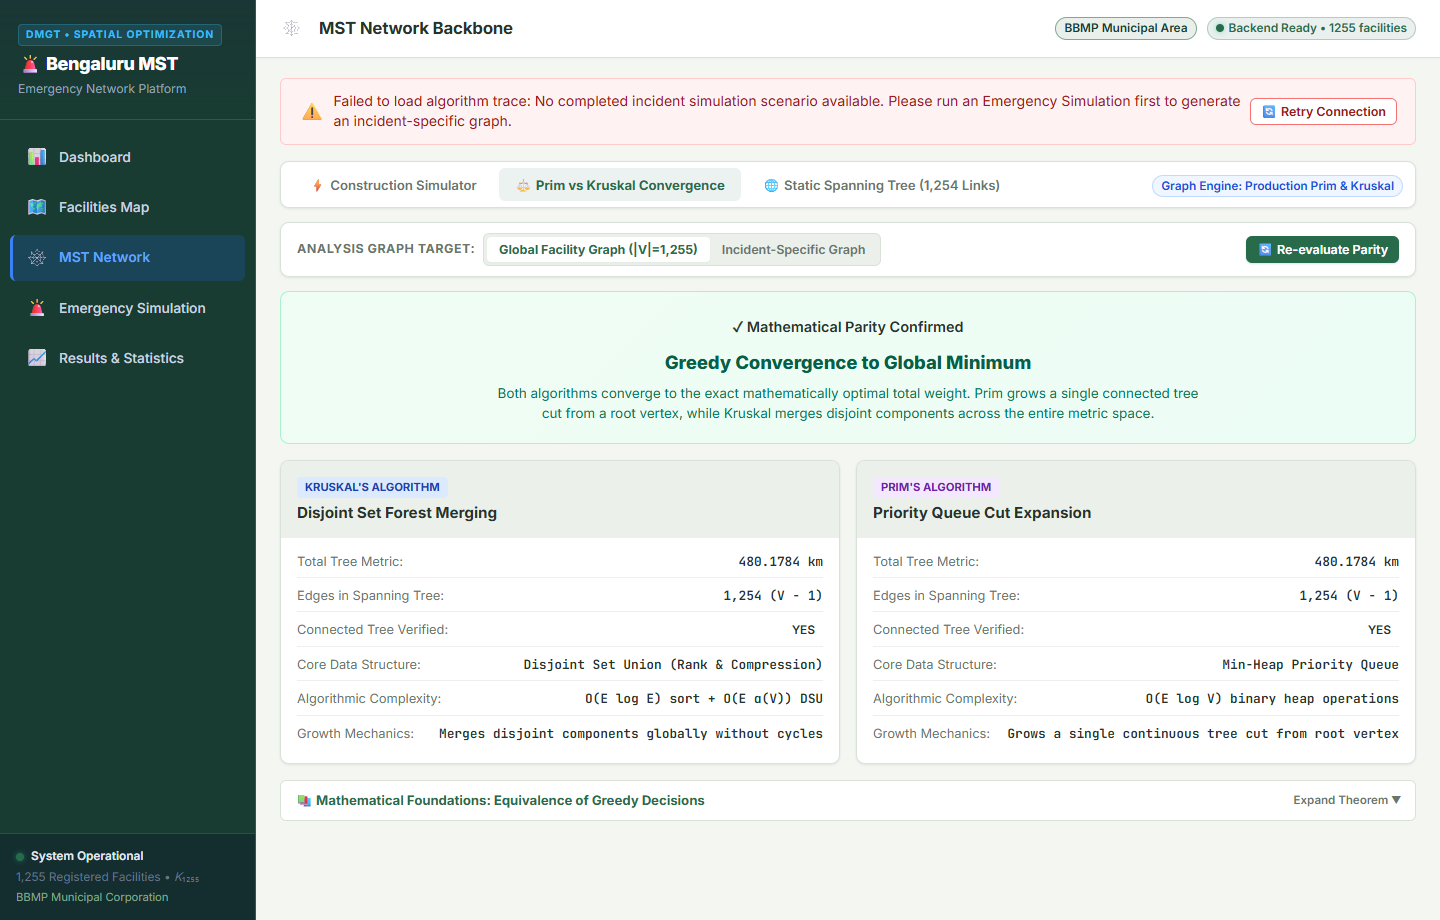 DMGT • SPATIAL OPTIMIZATION
Bengaluru MST
Emergency Network Platform
Dashboard
Facilities Map
MST Network
Emergency Simulation
Results & Statistics
System Operational
1,255 Registered Facilities • K₁₂₅₅
BBMP Municipal Corporation
MST Network Backbone
BBMP Municipal Area
Backend Ready • 1255 facilities
Failed to load algorithm trace: No completed incident simulation scenario available. Please run an Emergency Simulation first to generate
an incident-specific graph.
Retry Connection
Construction Simulator
Prim vs Kruskal Convergence
Static Spanning Tree (1,254 Links)
Graph Engine: Production Prim & Kruskal
ANALYSIS GRAPH TARGET:
Global Facility Graph (|V|=1,255)
Incident-Specific Graph
Re-evaluate Parity
✓ Mathematical Parity Confirmed
Greedy Convergence to Global Minimum
Both algorithms converge to the exact mathematically optimal total weight. Prim grows a single connected tree
cut from a root vertex, while Kruskal merges disjoint components across the entire metric space.
KRUSKAL'S ALGORITHM
Disjoint Set Forest Merging
Total Tree Metric: 480.1784 km
Edges in Spanning Tree: 1,254 (V - 1)
Connected Tree Verified: YES
Core Data Structure: Disjoint Set Union (Rank & Compression)
Algorithmic Complexity: O(E log E) sort + O(E α(V)) DSU
Growth Mechanics: Merges disjoint components globally without cycles
PRIM'S ALGORITHM
Priority Queue Cut Expansion
Total Tree Metric: 480.1784 km
Edges in Spanning Tree: 1,254 (V - 1)
Connected Tree Verified: YES
Core Data Structure: Min-Heap Priority Queue
Algorithmic Complexity: O(E log V) binary heap operations
Growth Mechanics: Grows a single continuous tree cut from root vertex
Mathematical Foundations: Equivalence of Greedy Decisions
Expand Theorem ▼